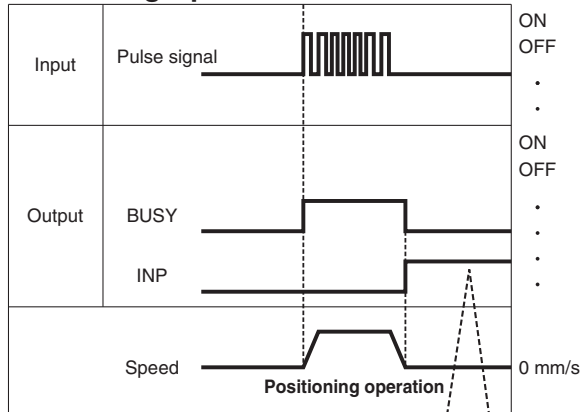 ON
OFF
Input
Pulse signal
ON
OFF
Output
BUSY
INP
Speed
0 mm/s
Positioning operation